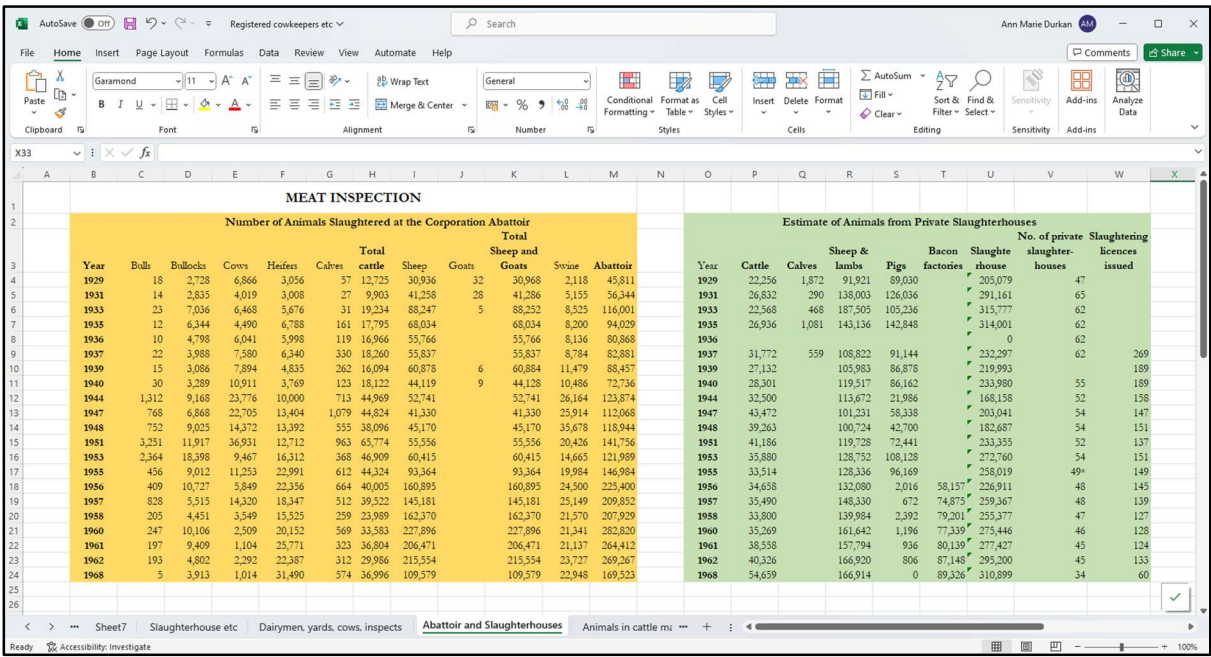 AutoSave Off Registered cowkeepers etc Search Ann Marie Durkan AM
File Home Insert Page Layout Formulas Data Review View Automate Help Comments Share
Paste Garamond 11 A^ A˅ Wrap Text General Conditional Formatting Format as Table Cell Styles Insert Delete Format AutoSum Fill Clear Sort & Filter Find & Select Sensitivity Add-ins Analyze Data
B I U A Merge & Center % 9
Clipboard Font Alignment Number Styles Cells Editing Sensitivity Add-ins
X33 fx
A B C D E F G H I J K L M N O P Q R S T U V W X
1 MEAT INSPECTION
2 Number of Animals Slaughtered at the Corporation Abattoir Estimate of Animals from Private Slaughterhouses
3 Year Bulls Bullocks Cows Heifers Calves Total cattle Sheep Goats Total Sheep and Goats Swine Abattoir Year Cattle Calves Sheep & lambs Pigs Bacon factories Slaughte rhouse No. of private slaughter-houses Slaughtering licences issued
4 1929 18 2,728 6,866 3,056 57 12,725 30,936 32 30,968 2,118 45,811 1929 22,256 1,872 91,921 89,030 205,079 47
5 1931 14 2,835 4,019 3,008 27 9,903 41,258 28 41,286 5,155 56,344 1931 26,832 290 138,003 126,036 291,161 65
6 1933 23 7,036 6,468 5,676 31 19,234 88,247 5 88,252 8,525 116,001 1933 22,568 468 187,505 105,236 315,777 62
7 1935 12 6,344 4,490 6,788 161 17,795 68,034 68,034 8,200 94,029 1935 26,936 1,081 143,136 142,848 314,001 62
8 1936 10 4,798 6,041 5,998 119 16,966 55,766 55,766 8,136 80,868 1936 0 62
9 1937 22 3,988 7,580 6,340 330 18,260 55,837 55,837 8,784 82,881 1937 31,772 559 108,822 91,144 232,297 62 269
10 1939 15 3,086 7,894 4,835 262 16,094 60,878 6 60,884 11,479 88,457 1939 27,132 105,983 86,878 219,993 189
11 1940 30 3,289 10,911 3,769 123 18,122 44,119 9 44,128 10,486 72,736 1940 28,301 119,517 86,162 233,980 55 189
12 1944 1,312 9,168 23,776 10,000 713 44,969 52,741 52,741 26,164 123,874 1944 32,500 113,672 21,986 168,158 52 158
13 1947 768 6,868 22,705 13,404 1,079 44,824 41,330 41,330 25,914 112,068 1947 43,472 101,231 58,338 203,041 54 147
14 1948 752 9,025 14,372 13,392 555 38,096 45,170 45,170 35,678 118,944 1948 39,263 100,724 42,700 182,687 54 151
15 1951 3,251 11,917 36,931 12,712 963 65,774 55,556 55,556 20,426 141,756 1951 41,186 119,728 72,441 233,355 52 137
16 1953 2,364 18,398 9,467 16,312 368 46,909 60,415 60,415 14,665 121,989 1953 35,880 128,752 108,128 272,760 54 151
17 1955 456 9,012 11,253 22,991 612 44,324 93,364 93,364 19,984 146,984 1955 33,514 128,336 96,169 258,019 49* 149
18 1956 409 10,727 5,849 22,356 664 40,005 160,895 160,895 24,500 225,400 1956 34,658 132,080 2,016 58,157 226,911 48 145
19 1957 828 5,515 14,320 18,347 512 39,522 145,181 145,181 25,149 209,852 1957 35,490 148,330 672 74,875 259,367 48 139
20 1958 205 4,451 3,549 15,525 259 23,989 162,370 162,370 21,570 207,929 1958 33,800 139,984 2,392 79,201 255,377 47 127
21 1960 247 10,106 2,509 20,152 569 33,583 227,896 227,896 21,341 282,820 1960 35,269 161,642 1,196 77,339 275,446 46 128
22 1961 197 9,409 1,104 25,771 323 36,804 206,471 206,471 21,137 264,412 1961 38,558 157,794 936 80,139 277,427 45 124
23 1962 193 4,802 2,292 22,387 312 29,986 215,554 215,554 23,727 269,267 1962 40,326 166,920 806 87,148 295,200 45 133
24 1968 5 3,913 1,014 31,490 574 36,996 109,579 109,579 22,948 169,523 1968 54,659 166,914 0 89,326 310,899 34 60
25
26
Sheet7 Slaughterhouse etc Dairymen, yards, cows, inspects Abattoir and Slaughterhouses Animals in cattle ma
Ready Accessibility: Investigate 100%